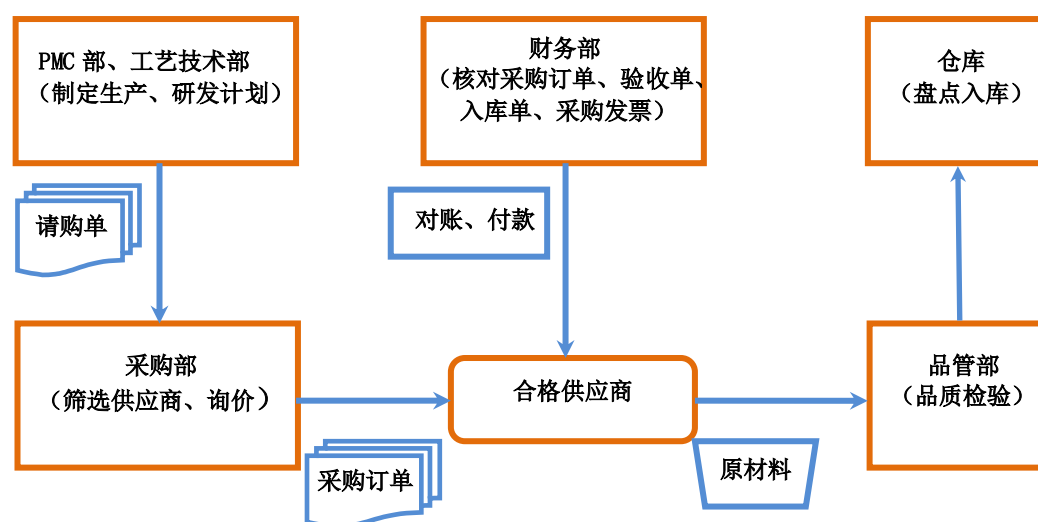 PMC 部、工艺技术部
（制定生产、研发计划）
财务部
（核对采购订单、验收单、
入库单、采购发票）
仓库
（盘点入库）
请购单
对账、付款
采购部
（筛选供应商、询价）
合格供应商
品管部
（品质检验）
采购订单
原材料